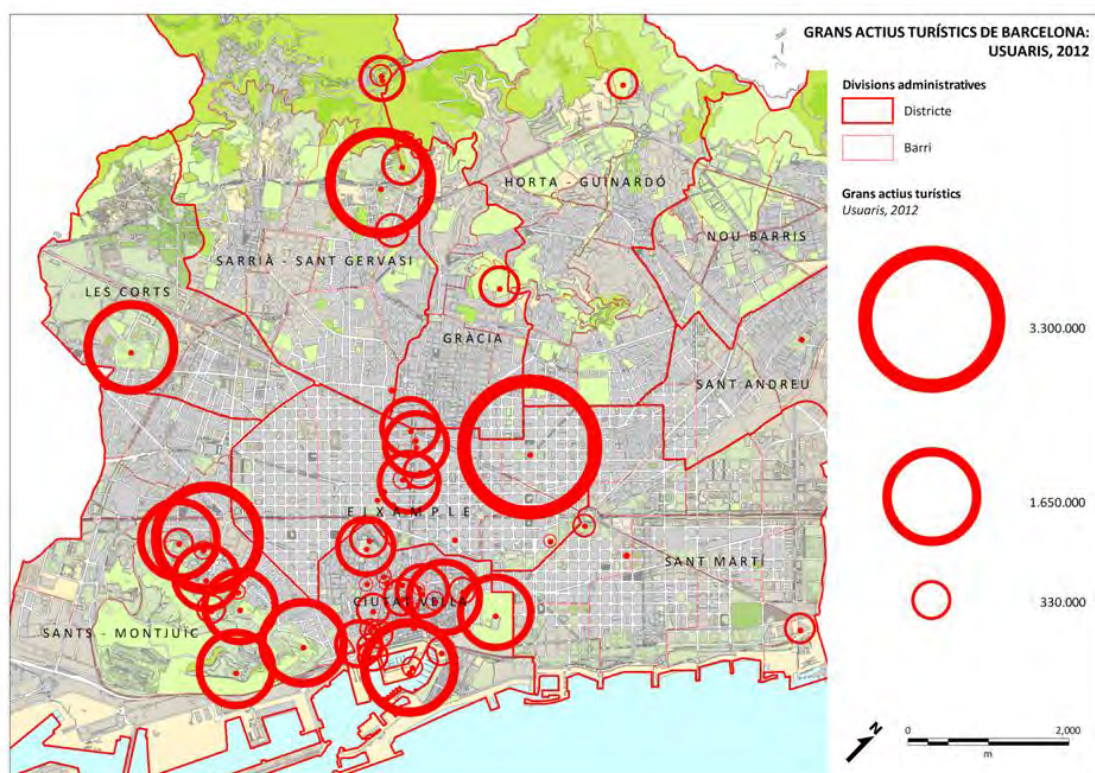 GRANS ACTIUS TURÍSTICS DE BARCELONA:
USUARIS, 2012
Divisions administratives
Districte
Barri
Grans actius turístics
Usuaris, 2012
3.300.000
1.650.000
330.000
N
0 2,000
m
HORTA - GUINARDÓ
NOU BARRIS
SARRIÀ - SANT GERVASI
LES CORTS
GRÀCIA
SANT ANDREU
EIXAMPLE
SANT MARTÍ
CIUTAT VELLA
SANTS - MONTJUÏC